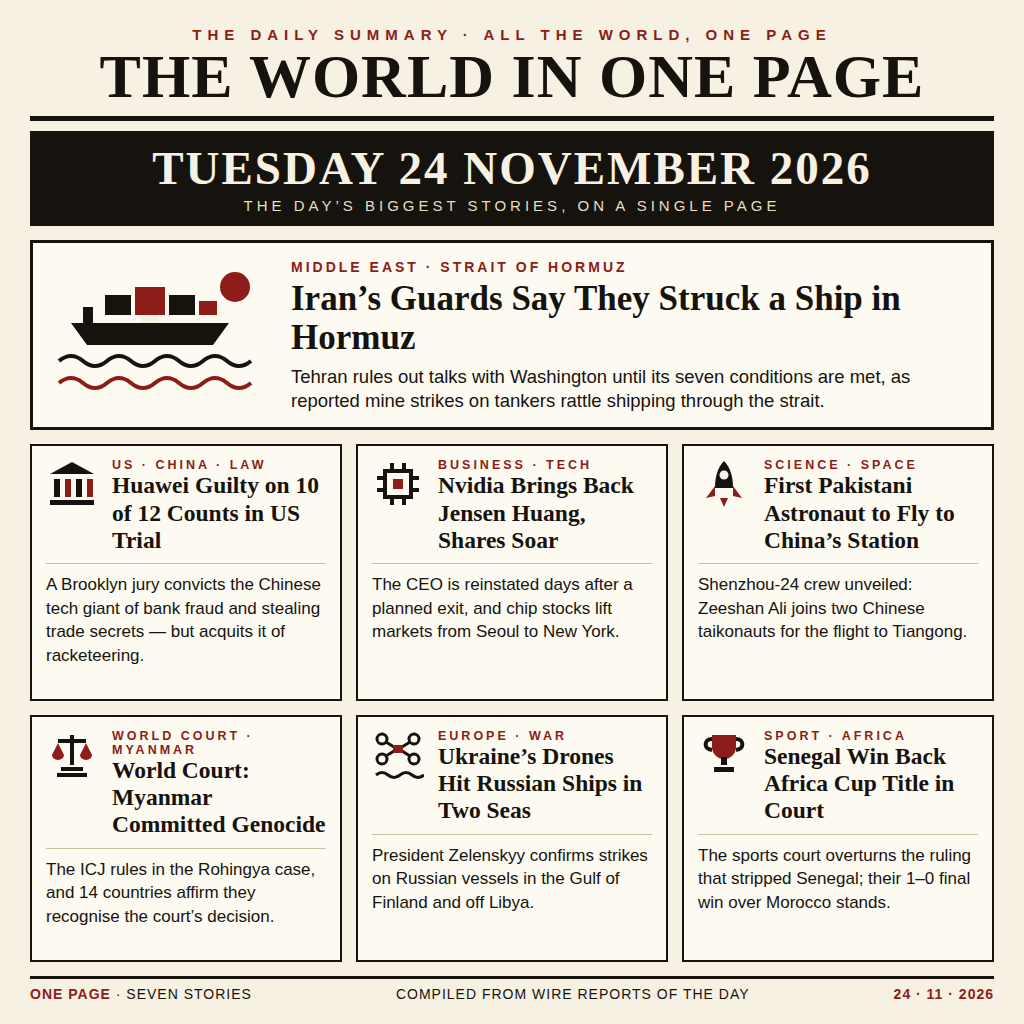 THE DAILY SUMMARY · ALL THE WORLD, ONE PAGE
THE WORLD IN ONE PAGE
TUESDAY 24 NOVEMBER 2026
THE DAY’S BIGGEST STORIES, ON A SINGLE PAGE
MIDDLE EAST · STRAIT OF HORMUZ
Iran’s Guards Say They Struck a Ship in
Hormuz
Tehran rules out talks with Washington until its seven conditions are met, as
reported mine strikes on tankers rattle shipping through the strait.
US · CHINA · LAW
Huawei Guilty on 10
of 12 Counts in US
Trial
A Brooklyn jury convicts the Chinese
tech giant of bank fraud and stealing
trade secrets — but acquits it of
racketeering.
BUSINESS · TECH
Nvidia Brings Back
Jensen Huang,
Shares Soar
The CEO is reinstated days after a
planned exit, and chip stocks lift
markets from Seoul to New York.
SCIENCE · SPACE
First Pakistani
Astronaut to Fly to
China’s Station
Shenzhou-24 crew unveiled:
Zeeshan Ali joins two Chinese
taikonauts for the flight to Tiangong.
WORLD COURT ·
MYANMAR
World Court:
Myanmar
Committed Genocide
The ICJ rules in the Rohingya case,
and 14 countries affirm they
recognise the court’s decision.
EUROPE · WAR
Ukraine’s Drones
Hit Russian Ships in
Two Seas
President Zelenskyy confirms strikes
on Russian vessels in the Gulf of
Finland and off Libya.
SPORT · AFRICA
Senegal Win Back
Africa Cup Title in
Court
The sports court overturns the ruling
that stripped Senegal; their 1–0 final
win over Morocco stands.
ONE PAGE · SEVEN STORIES
COMPILED FROM WIRE REPORTS OF THE DAY
24 · 11 · 2026